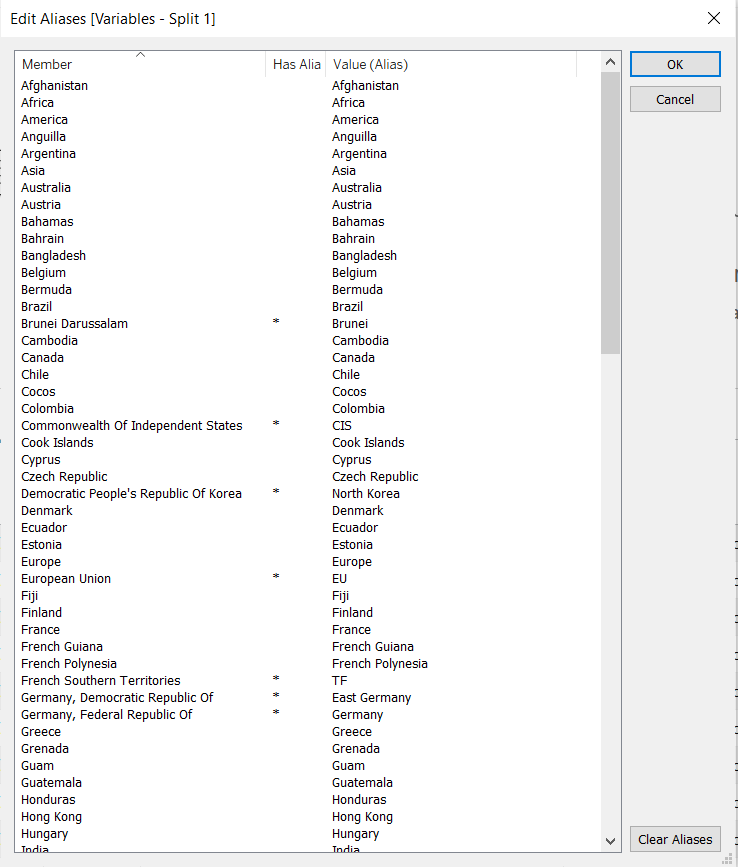 Edit Aliases [Variables - Split 1]
Member Has Alia Value (Alias)
Afghanistan Afghanistan
Africa Africa
America America
Anguilla Anguilla
Argentina Argentina
Asia Asia
Australia Australia
Austria Austria
Bahamas Bahamas
Bahrain Bahrain
Bangladesh Bangladesh
Belgium Belgium
Bermuda Bermuda
Brazil Brazil
Brunei Darussalam * Brunei
Cambodia Cambodia
Canada Canada
Chile Chile
Cocos Cocos
Colombia Colombia
Commonwealth Of Independent States * CIS
Cook Islands Cook Islands
Cyprus Cyprus
Czech Republic Czech Republic
Democratic People's Republic Of Korea * North Korea
Denmark Denmark
Ecuador Ecuador
Estonia Estonia
Europe Europe
European Union * EU
Fiji Fiji
Finland Finland
France France
French Guiana French Guiana
French Polynesia French Polynesia
French Southern Territories * TF
Germany, Democratic Republic Of * East Germany
Germany, Federal Republic Of * Germany
Greece Greece
Grenada Grenada
Guam Guam
Guatemala Guatemala
Honduras Honduras
Hong Kong Hong Kong
Hungary Hungary
India India
OK
Cancel
Clear Aliases